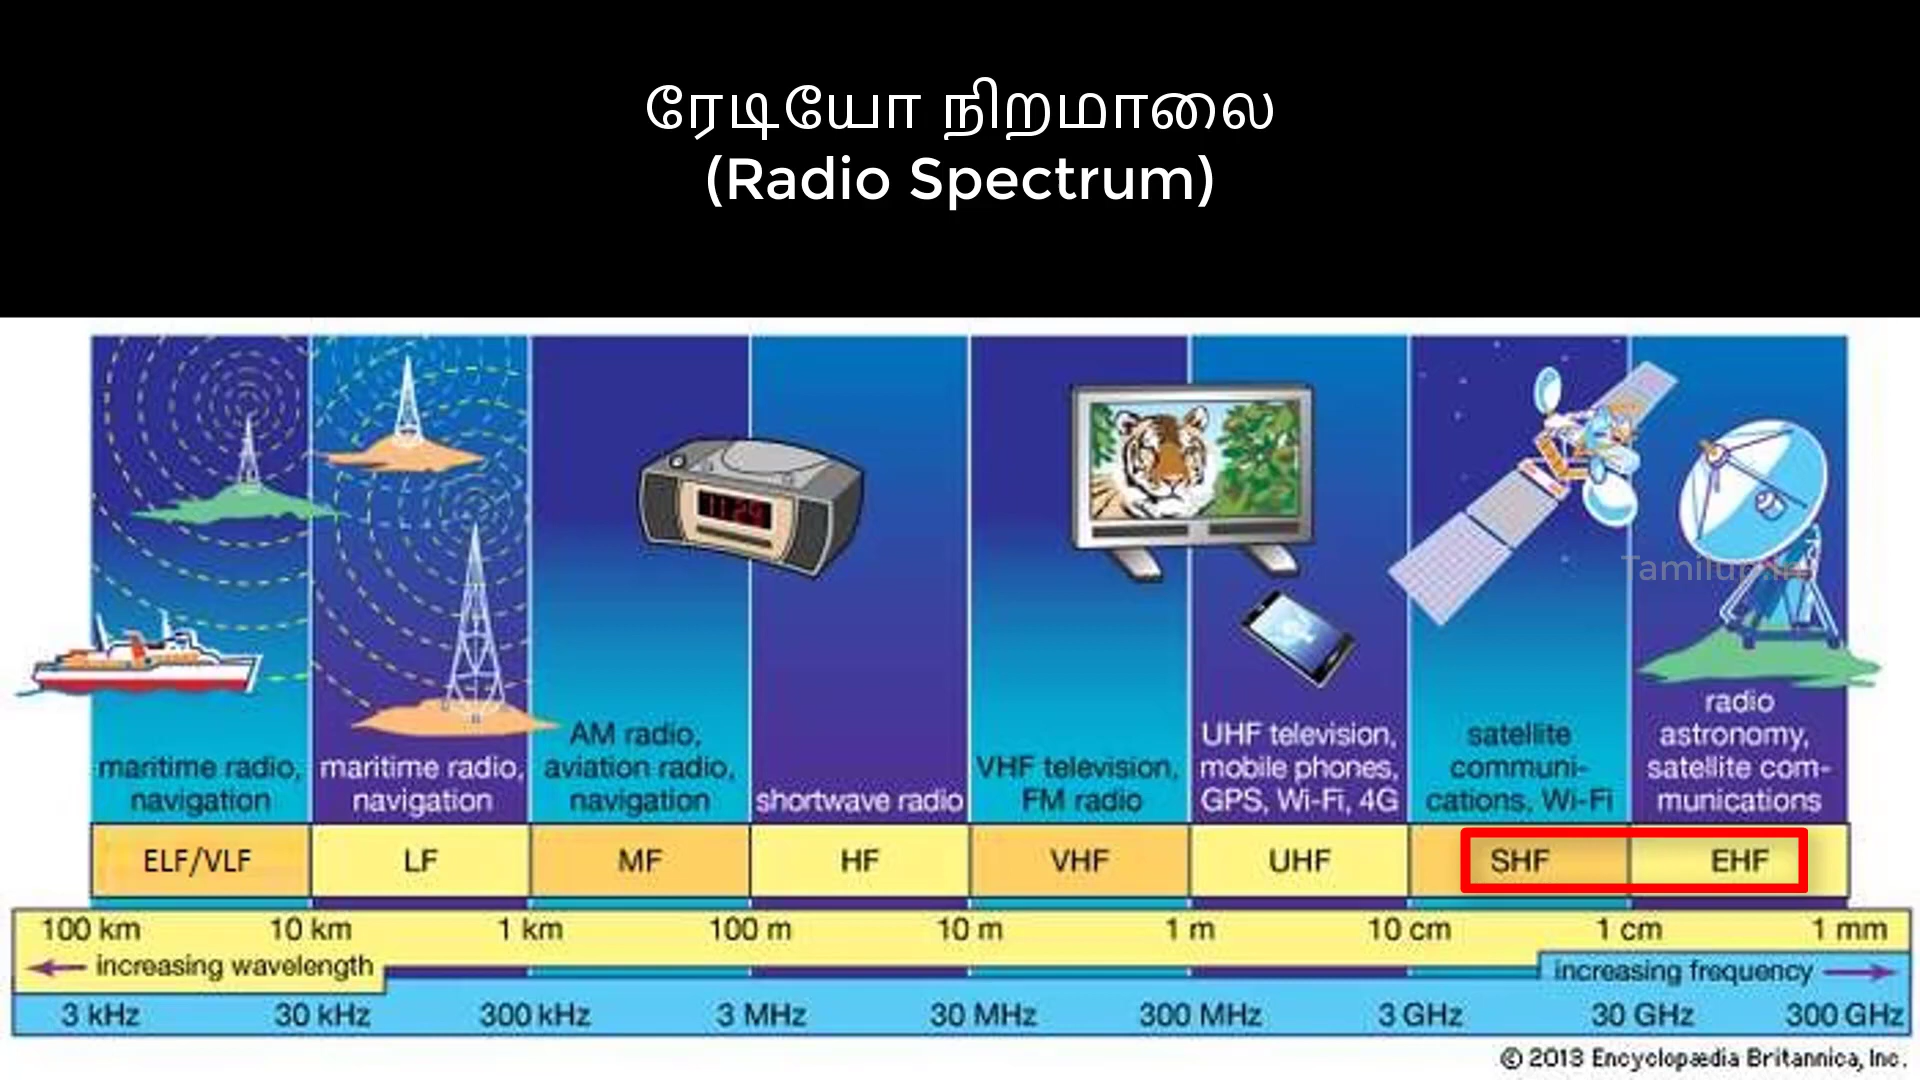 ரேடியோ நிறமாலை
(Radio Spectrum)
11:29
Tamilup.in
maritime radio,
navigation
maritime radio,
navigation
AM radio,
aviation radio,
navigation
shortwave radio
VHF television,
FM radio
UHF television,
mobile phones,
GPS, Wi-Fi, 4G
satellite
communi-
cations, Wi-Fi
radio
astronomy,
satellite com-
munications
ELF/VLF LF MF HF VHF UHF SHF EHF
100 km 10 km 1 km 100 m 10 m 1 m 10 cm 1 cm 1 mm
increasing wavelength
increasing frequency
3 kHz 30 kHz 300 kHz 3 MHz 30 MHz 300 MHz 3 GHz 30 GHz 300 GHz
© 2013 Encyclopædia Britannica, Inc.